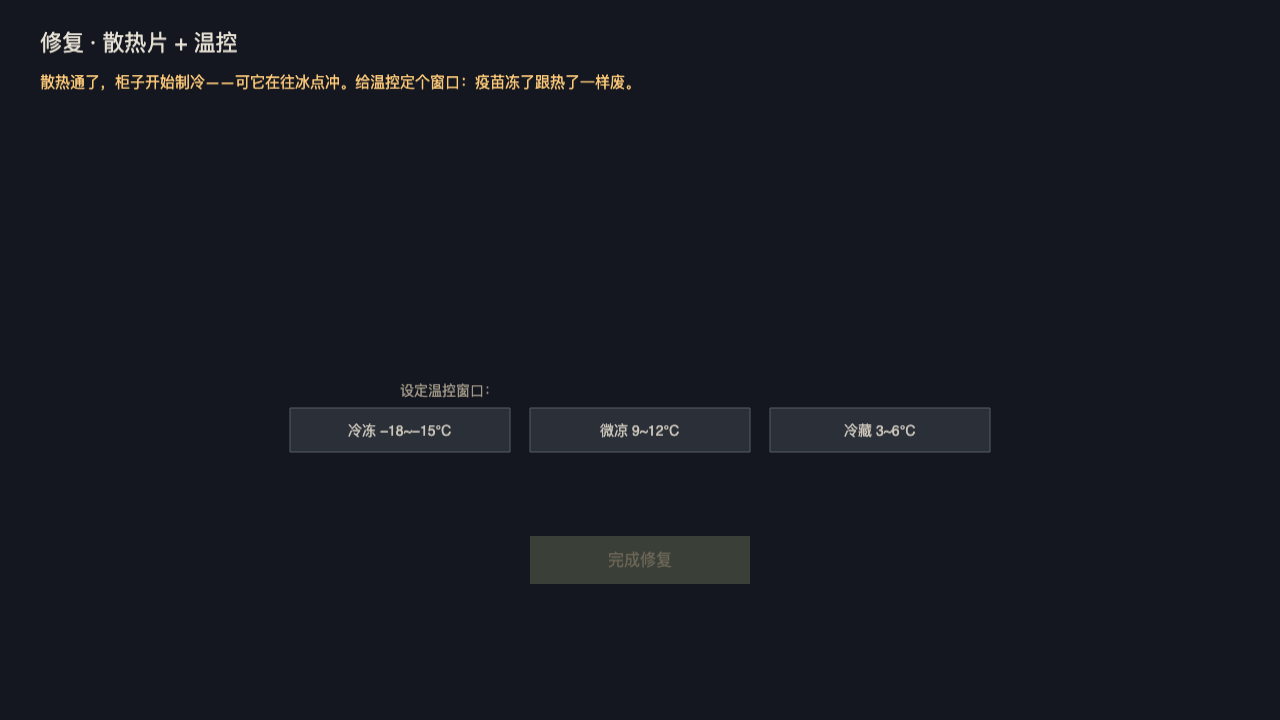 修复 · 散热片 + 温控
散热通了，柜子开始制冷——可它在往冰点冲。给温控定个窗口：疫苗冻了跟热了一样废。
设定温控窗口：
冷冻 −18~−15°C
微凉 9~12°C
冷藏 3~6°C
完成修复